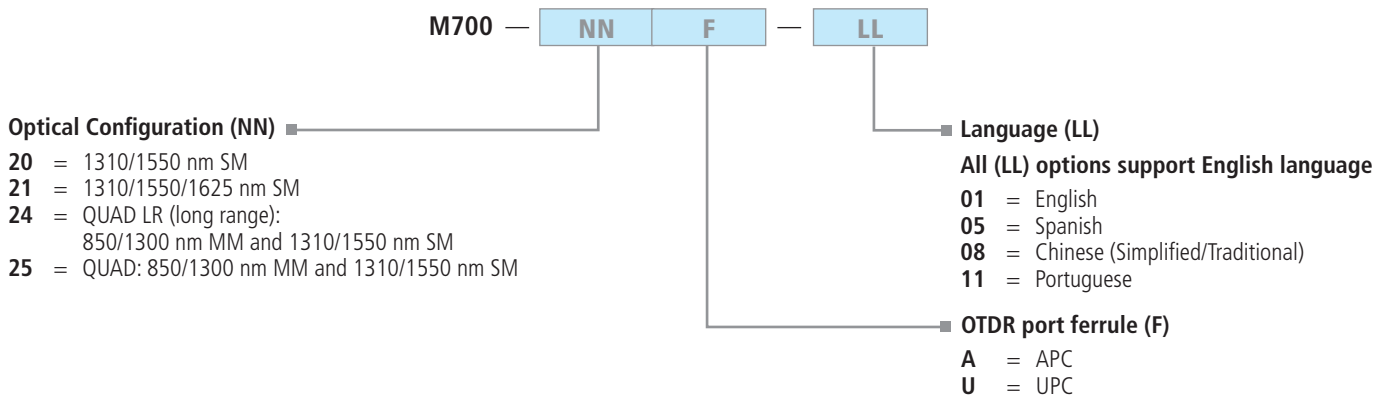 M700 — NN F — LL
Optical Configuration (NN)
20 = 1310/1550 nm SM
21 = 1310/1550/1625 nm SM
24 = QUAD LR (long range):
850/1300 nm MM and 1310/1550 nm SM
25 = QUAD: 850/1300 nm MM and 1310/1550 nm SM
Language (LL)
All (LL) options support English language
01 = English
05 = Spanish
08 = Chinese (Simplified/Traditional)
11 = Portuguese
OTDR port ferrule (F)
A = APC
U = UPC